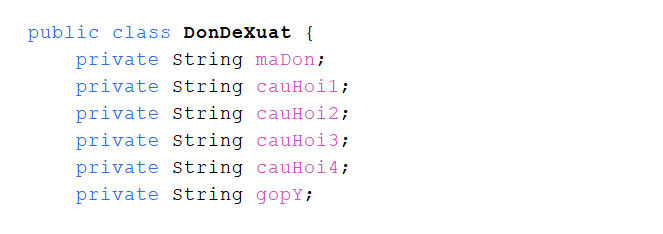 public class DonDeXuat {
    private String maDon;
    private String cauHoi1;
    private String cauHoi2;
    private String cauHoi3;
    private String cauHoi4;
    private String gopY;